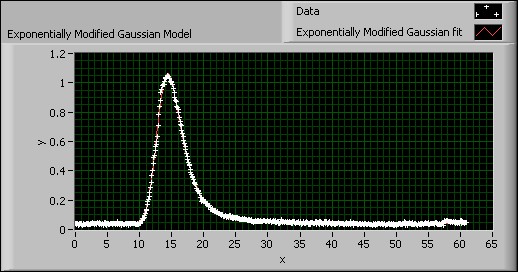 Data
Exponentially Modified Gaussian Model
Exponentially Modified Gaussian fit
1.2
1
0.8
0.6
0.4
0.2
0
y
0 5 10 15 20 25 30 35 40 45 50 55 60 65
x